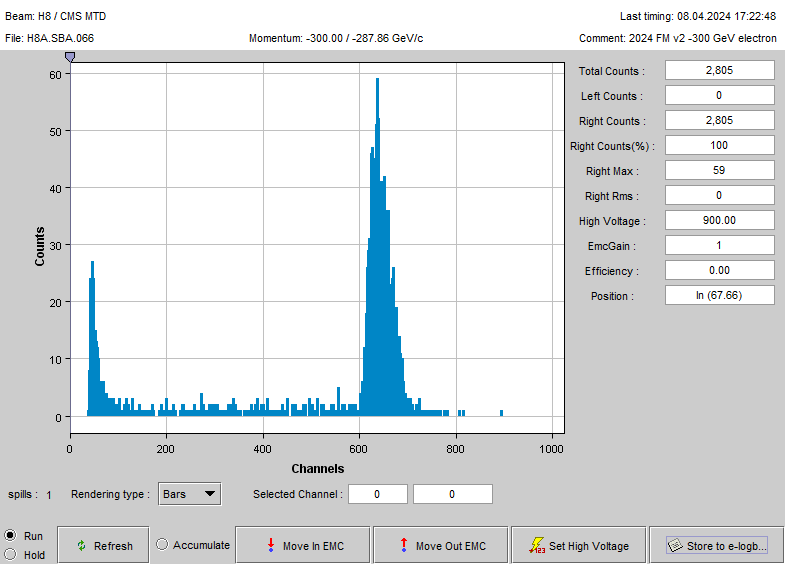 Beam: H8 / CMS MTD
Last timing: 08.04.2024 17:22:48
File: H8A.SBA.066
Momentum: -300.00 / -287.86 GeV/c
Comment: 2024 FM v2 -300 GeV electron
60
50
40
30
20
10
0
Counts
0 200 400 600 800 1000
Channels
Total Counts : 2,805
Left Counts : 0
Right Counts : 2,805
Right Counts(%) : 100
Right Max : 59
Right Rms : 0
High Voltage : 900.00
EmcGain : 1
Efficiency : 0.00
Position : In (67.66)
spills : 1 Rendering type : Bars Selected Channel : 0 0
Run
Hold
Refresh
Accumulate
Move In EMC
Move Out EMC
123
Set High Voltage
Store to e-logb...